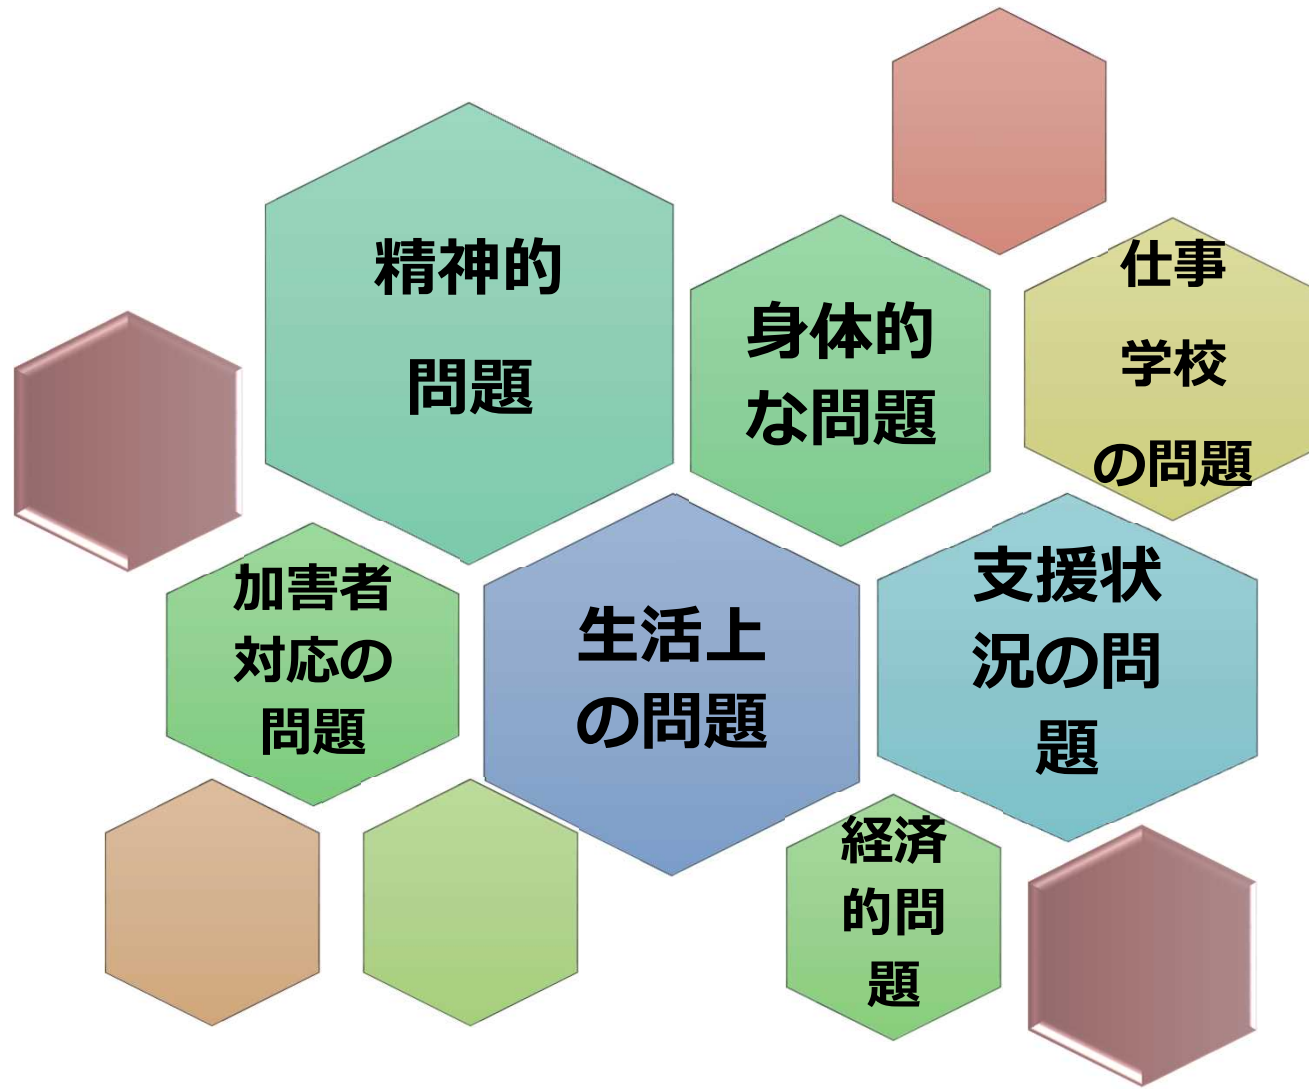 精神的
問題
身体的
な問題
仕事
学校
の問題
加害者
対応の
問題
生活上
の問題
支援状
況の問
題
経済
的問
題